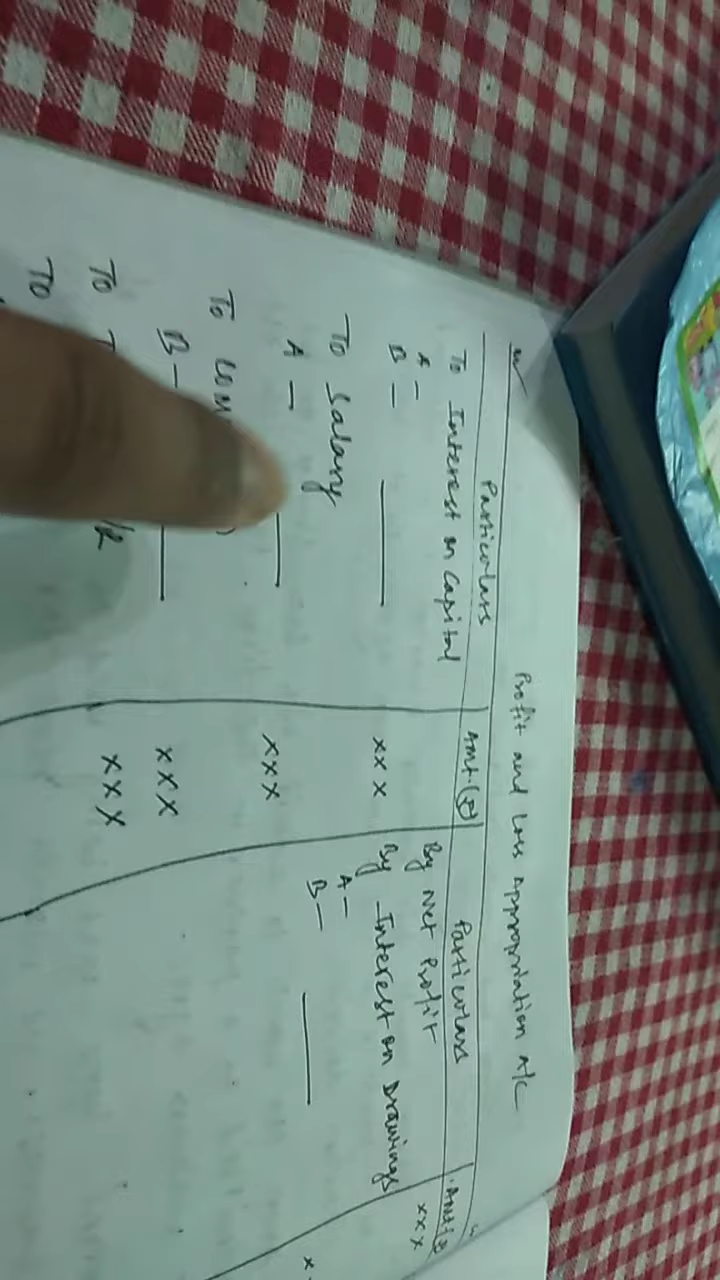 Profit and Loss Appropriation A/C
Particulars Amt.(₹) Particulars Amt(₹)
To Interest on Capital By Net Profit xxx
A —
B — xxx By Interest on Drawings
A —
B — x
To Salary
A — xxx
To
B — xxx
To xxx
To